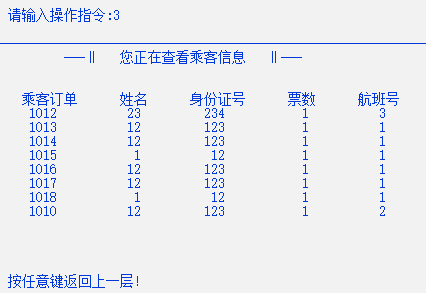 请输入操作指令:3
——‖ 您正在查看乘客信息 ‖——
乘客订单 姓名 身份证号 票数 航班号
1012 23 234 1 3
1013 12 123 1 1
1014 12 123 1 1
1015 1 12 1 1
1016 12 123 1 1
1017 12 123 1 1
1018 1 12 1 1
1010 12 123 1 2
按任意键返回上一层!